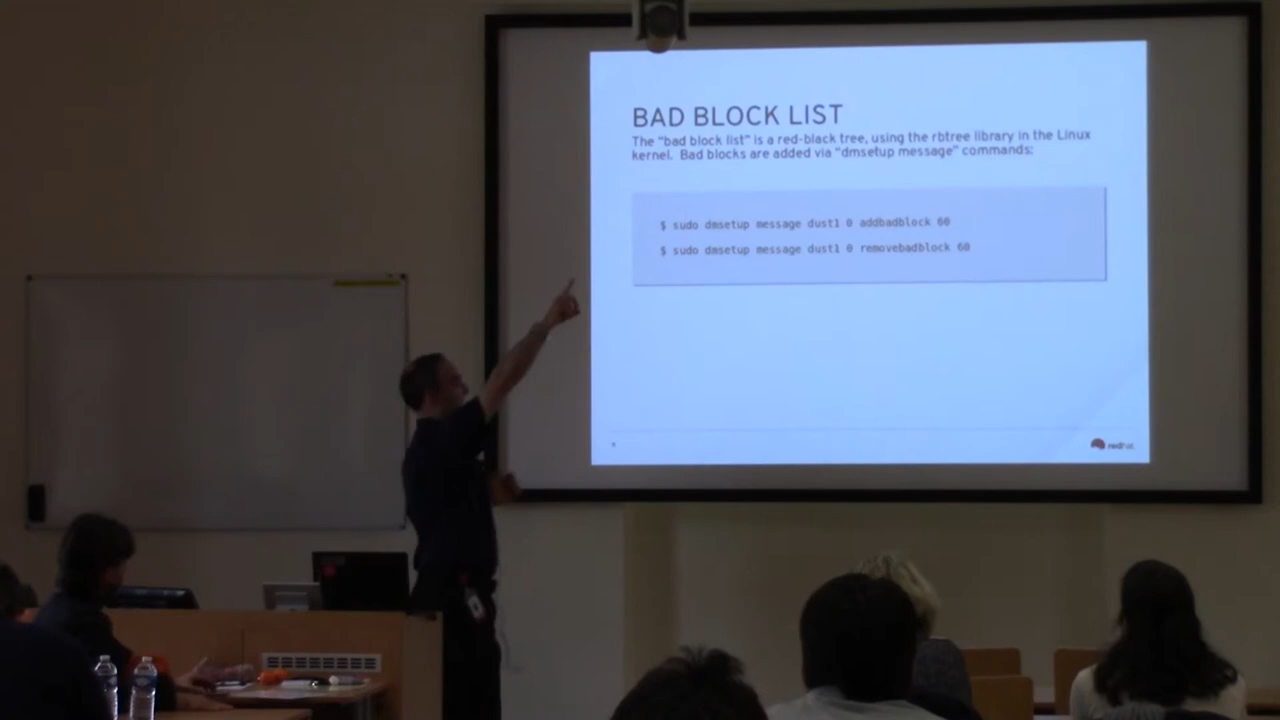 BAD BLOCK LIST
The "bad block list" is a red-black tree, using the rbtree library in the Linux
kernel. Bad blocks are added via "dmsetup message" commands:
$ sudo dmsetup message dust1 0 addbadblock 60
$ sudo dmsetup message dust1 0 removebadblock 60
redhat